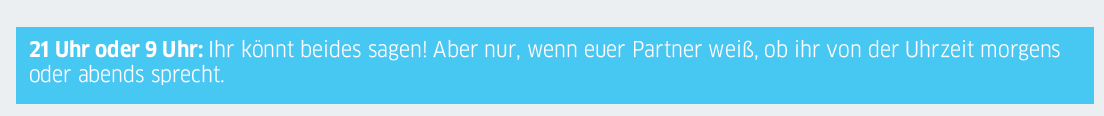 21 Uhr oder 9 Uhr: Ihr könnt beides sagen! Aber nur, wenn euer Partner weiß, ob ihr von der Uhrzeit morgens
oder abends sprecht.